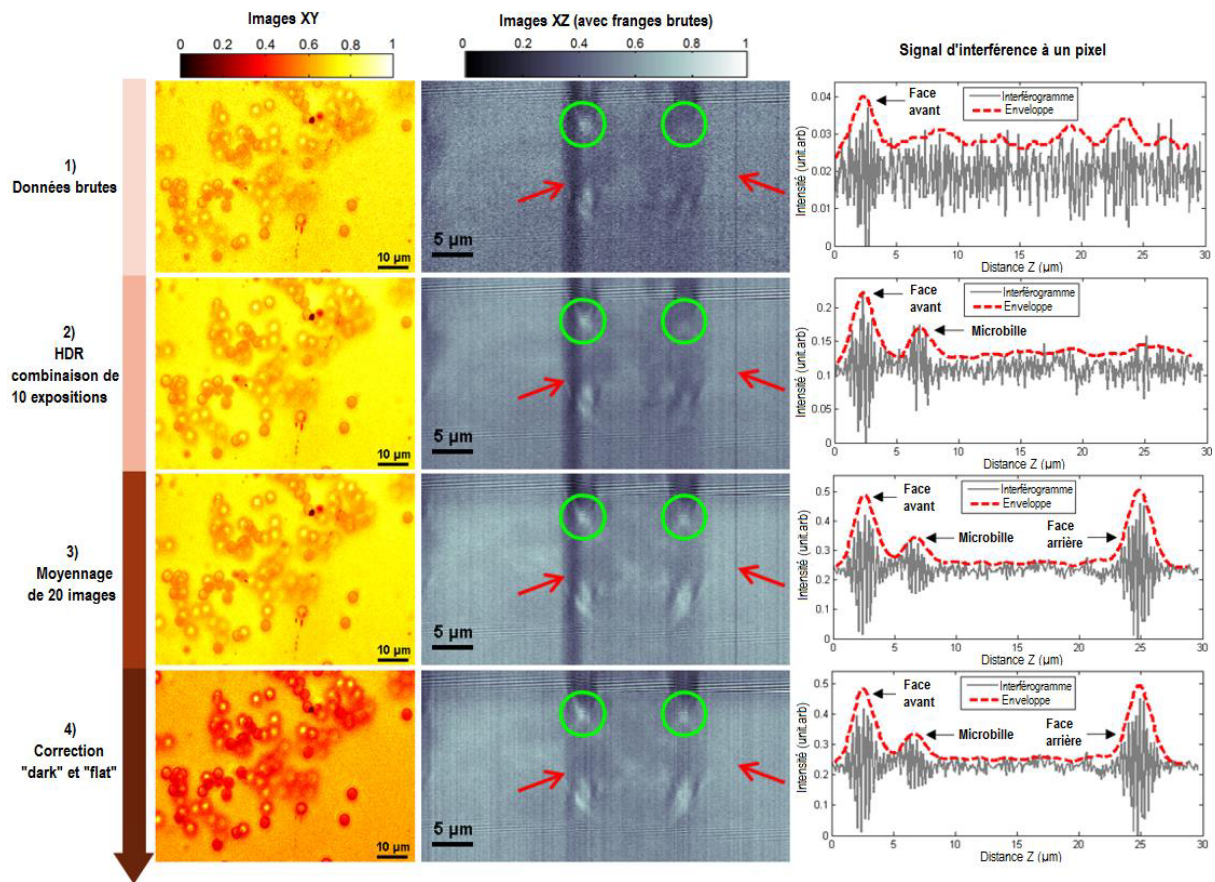 Images XY
0 0.2 0.4 0.6 0.8 1
Images XZ (avec franges brutes)
0 0.2 0.4 0.6 0.8 1
Signal d'interférence à un pixel
1)
Données brutes
10 µm
5 µm
Intensité (unit.arb)
0.04
0.03
0.02
0.01
0
0 5 10 15 20 25 30
Distance Z (µm)
Face
avant
Interférogramme
Enveloppe
2)
HDR
combinaison de
10 expositions
10 µm
5 µm
Intensité (unit.arb)
0.2
0.15
0.1
0.05
0
0 5 10 15 20 25 30
Distance Z (µm)
Face
avant
Microbille
Interférogramme
Enveloppe
3)
Moyennage
de 20 images
10 µm
5 µm
Intensité (unit.arb)
0.5
0.4
0.3
0.2
0.1
0
0 5 10 15 20 25 30
Distance Z (µm)
Face
avant
Microbille
Face
arrière
Interférogramme
Enveloppe
4)
Correction
"dark" et "flat"
10 µm
5 µm
Intensité (unit.arb)
0.5
0.4
0.3
0.2
0.1
0
0 5 10 15 20 25 30
Distance Z (µm)
Face
avant
Microbille
Face
arrière
Interférogramme
Enveloppe